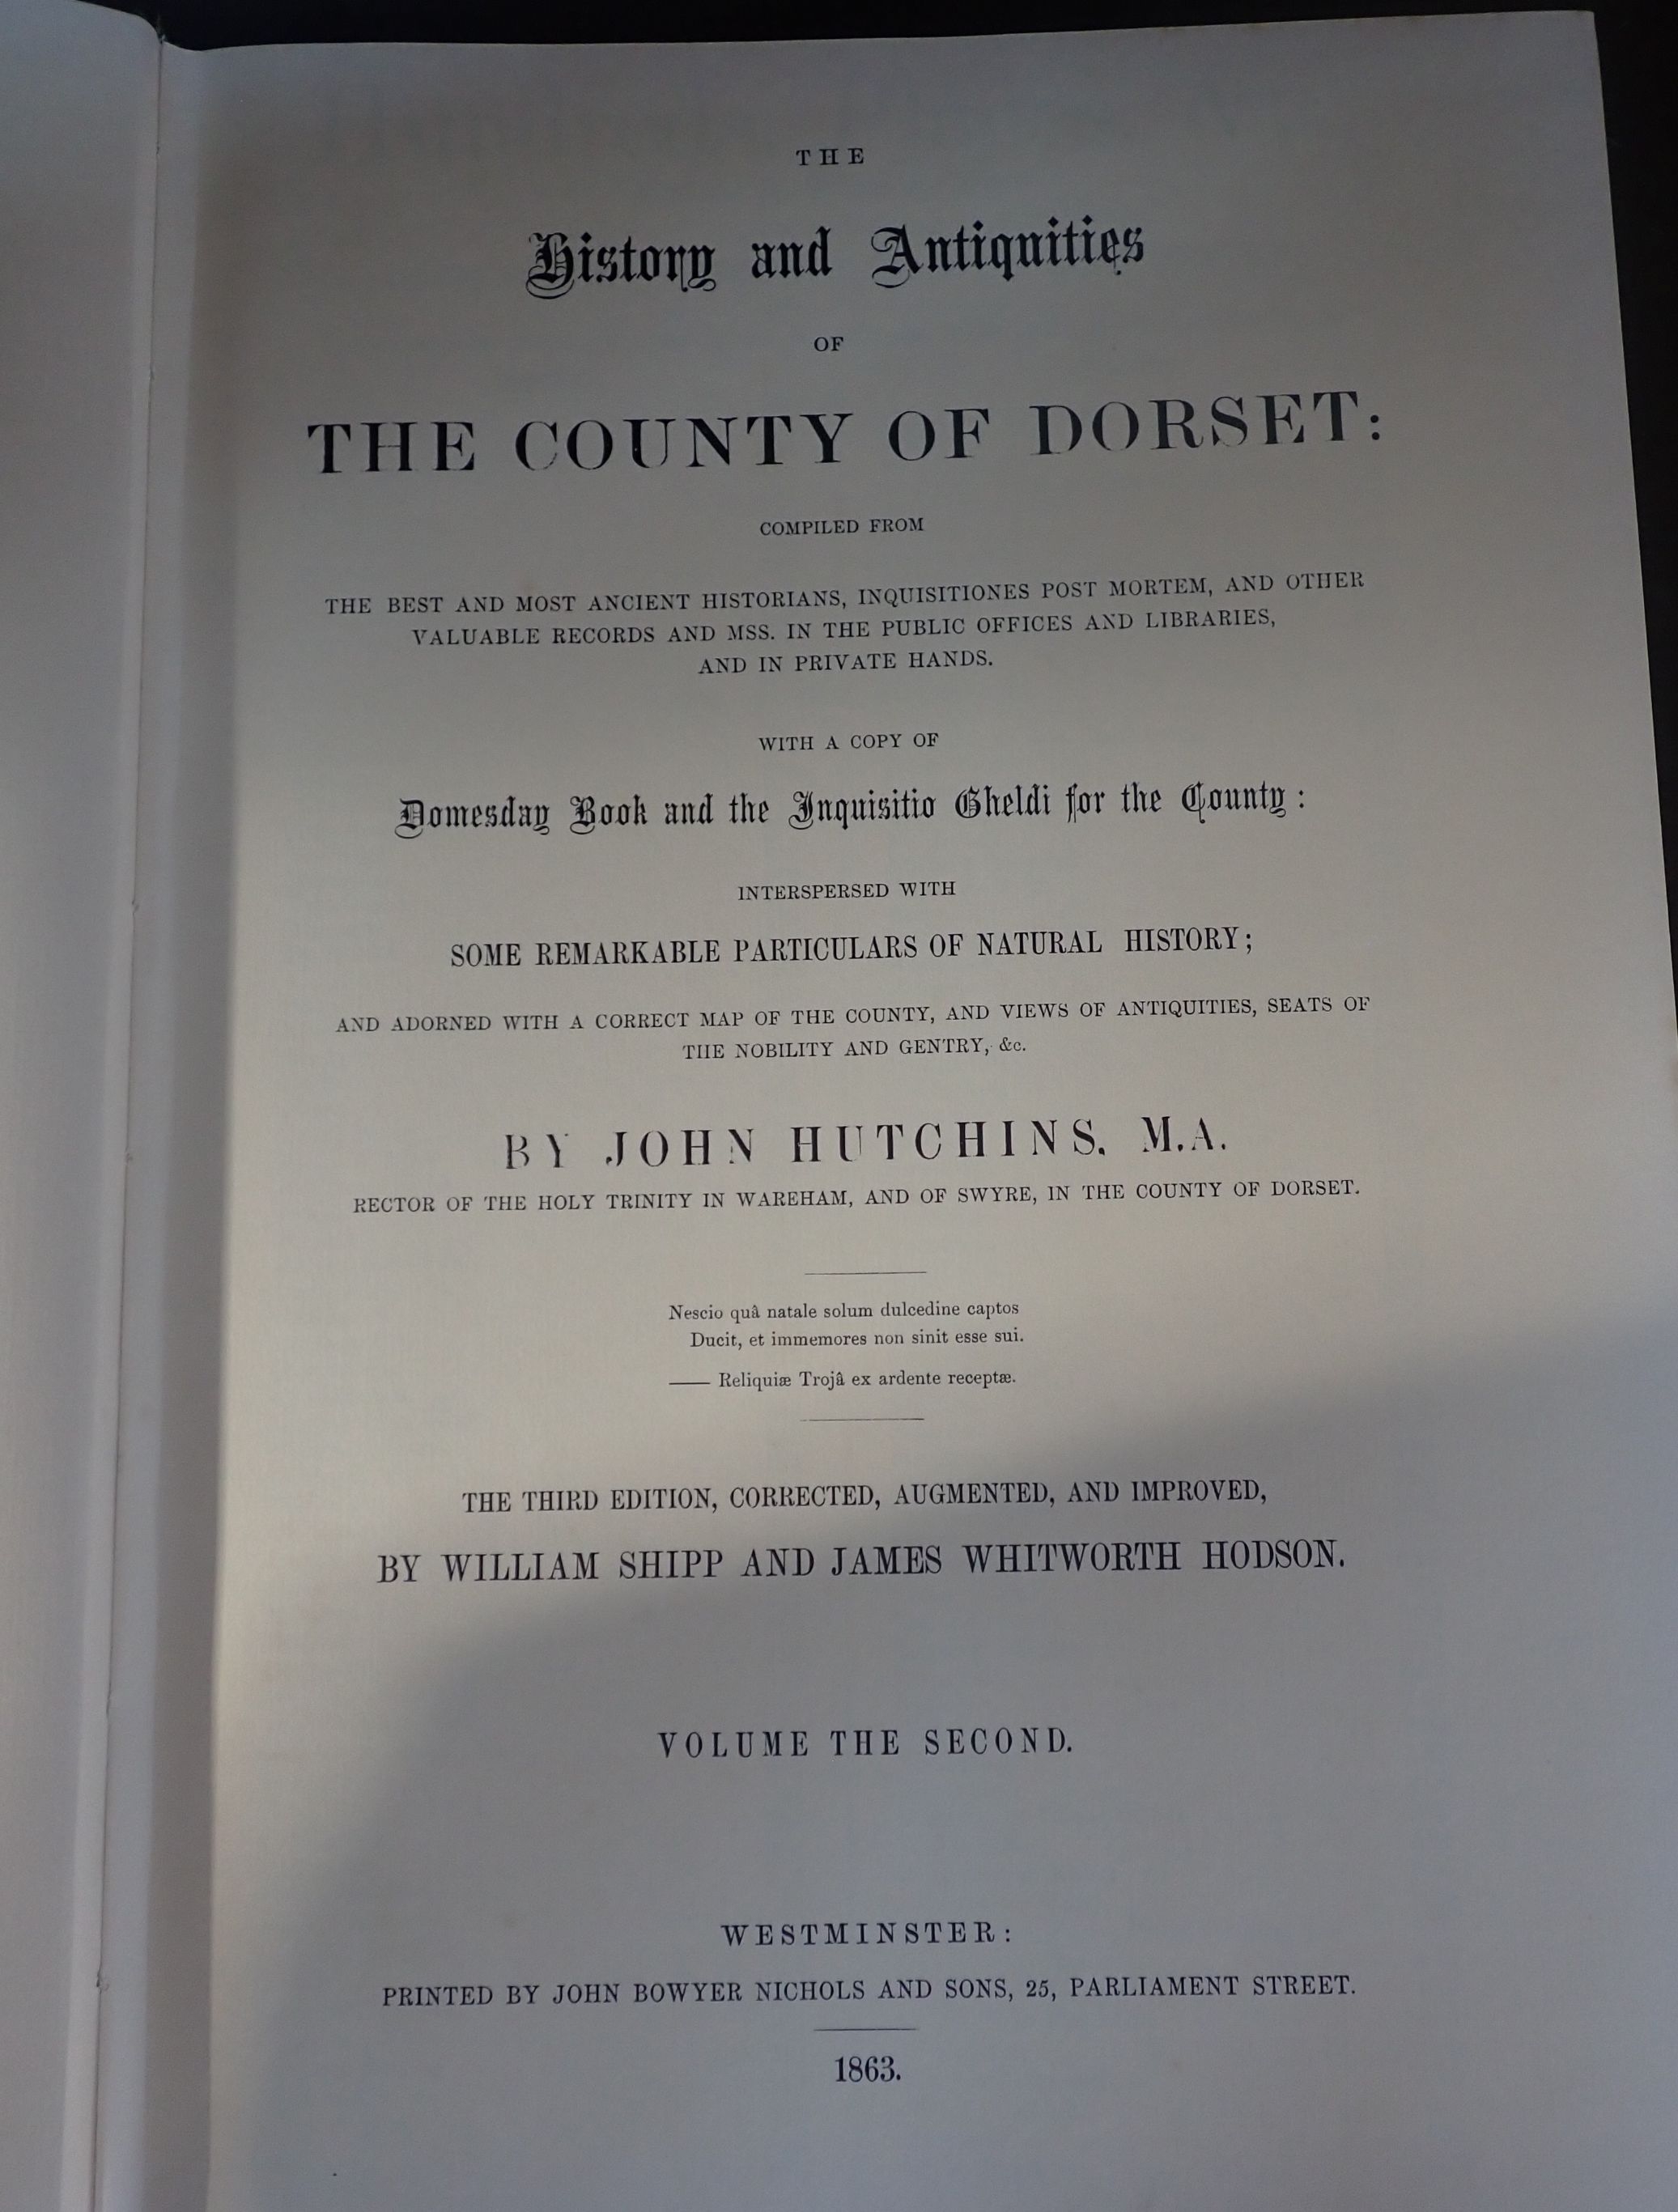 THE
History and Antiquities
OF
THE COUNTY OF DORSET:
COMPILED FROM
THE BEST AND MOST ANCIENT HISTORIANS, INQUISITIONES POST MORTEM, AND OTHER
VALUABLE RECORDS AND MSS. IN THE PUBLIC OFFICES AND LIBRARIES,
AND IN PRIVATE HANDS.
WITH A COPY OF
Domesday Book and the Inquisitio Gheldi for the County:
INTERSPERSED WITH
SOME REMARKABLE PARTICULARS OF NATURAL HISTORY;
AND ADORNED WITH A CORRECT MAP OF THE COUNTY, AND VIEWS OF ANTIQUITIES, SEATS OF
THE NOBILITY AND GENTRY, &c.
BY JOHN HUTCHINS, M.A.
RECTOR OF THE HOLY TRINITY IN WAREHAM, AND OF SWYRE, IN THE COUNTY OF DORSET.
Nescio quâ natale solum dulcedine captos
Ducit, et immemores non sinit esse sui.
—— Reliquiæ Trojâ ex ardente receptæ.
THE THIRD EDITION, CORRECTED, AUGMENTED, AND IMPROVED,
BY WILLIAM SHIPP AND JAMES WHITWORTH HODSON.
VOLUME THE SECOND.
WESTMINSTER:
PRINTED BY JOHN BOWYER NICHOLS AND SONS, 25, PARLIAMENT STREET.
1863.